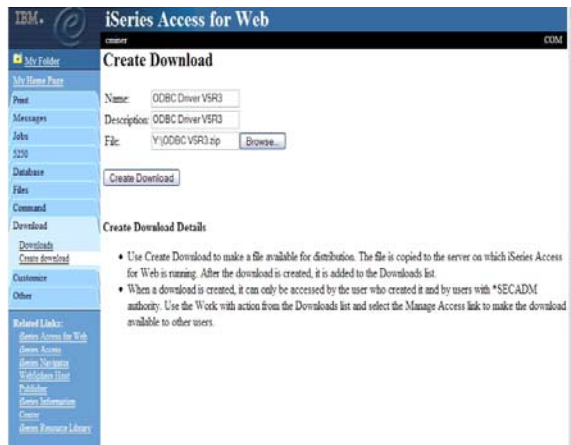 IBM.
iSeries Access for Web
cminer
COM
My Folder
My Home Page
Print
Messages
Jobs
5250
Database
Files
Command
Download
Downloads
Create download
Customize
Other
Related Links:
iSeries Access for Web
iSeries Access
iSeries Navigator
WebSphere Host
Publisher
iSeries Information
Center
iSeries Resource Library
Create Download
Name: ODBC Driver V5R3
Description: ODBC Driver V5R3
File: Y:\ODBC V5R3.zip Browse...
Create Download
Create Download Details
• Use Create Download to make a file available for distribution. The file is copied to the server on which iSeries Access
for Web is running. After the download is created, it is added to the Downloads list.
• When a download is created, it can only be accessed by the user who created it and by users with *SECADM
authority. Use the Work with action from the Downloads list and select the Manage Access link to make the download
available to other users.